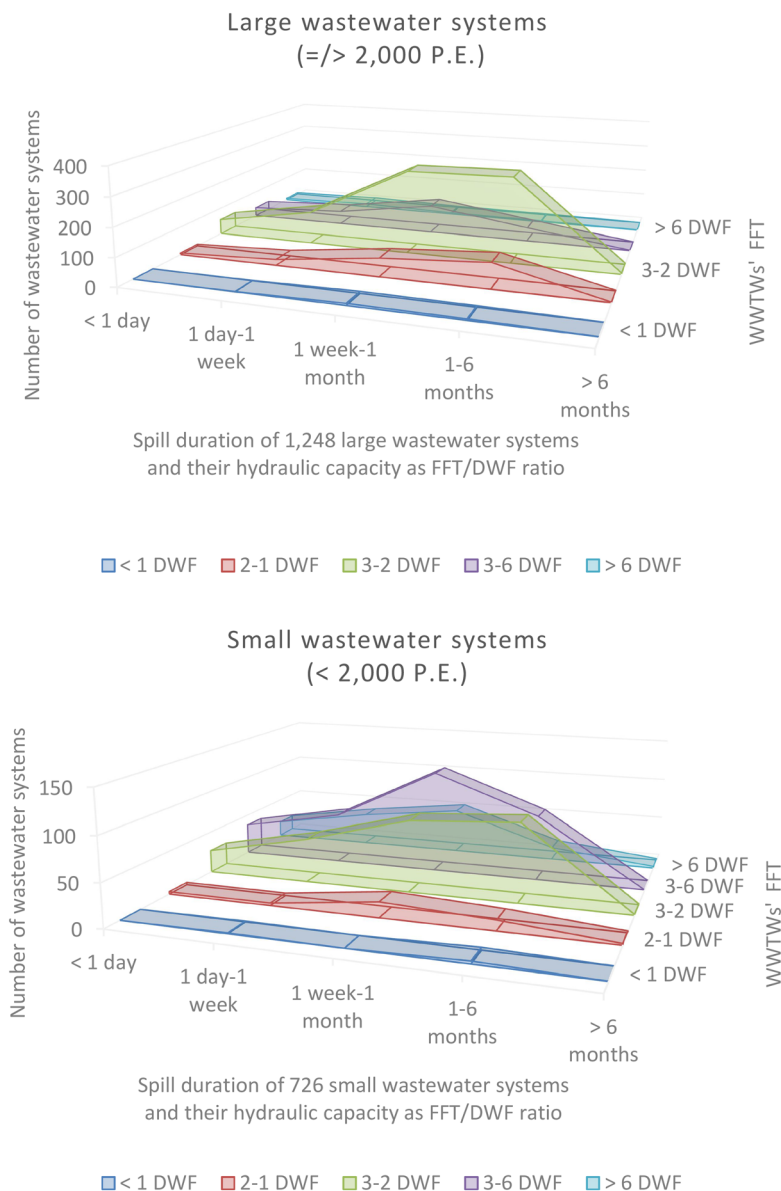 Large wastewater systems
(=/> 2,000 P.E.)
Number of wastewater systems
400
300
200
100
0
< 1 day
1 day-1
week
1 week-1
month
1-6
months
> 6
months
> 6 DWF
3-2 DWF
< 1 DWF
WWTWs' FFT
Spill duration of 1,248 large wastewater systems
and their hydraulic capacity as FFT/DWF ratio
< 1 DWF 2-1 DWF 3-2 DWF 3-6 DWF > 6 DWF
Small wastewater systems
(< 2,000 P.E.)
Number of wastewater systems
150
100
50
0
< 1 day
1 day-1
week
1 week-1
month
1-6
months
> 6
months
> 6 DWF
3-6 DWF
3-2 DWF
2-1 DWF
< 1 DWF
WWTWs' FFT
Spill duration of 726 small wastewater systems
and their hydraulic capacity as FFT/DWF ratio
< 1 DWF 2-1 DWF 3-2 DWF 3-6 DWF > 6 DWF